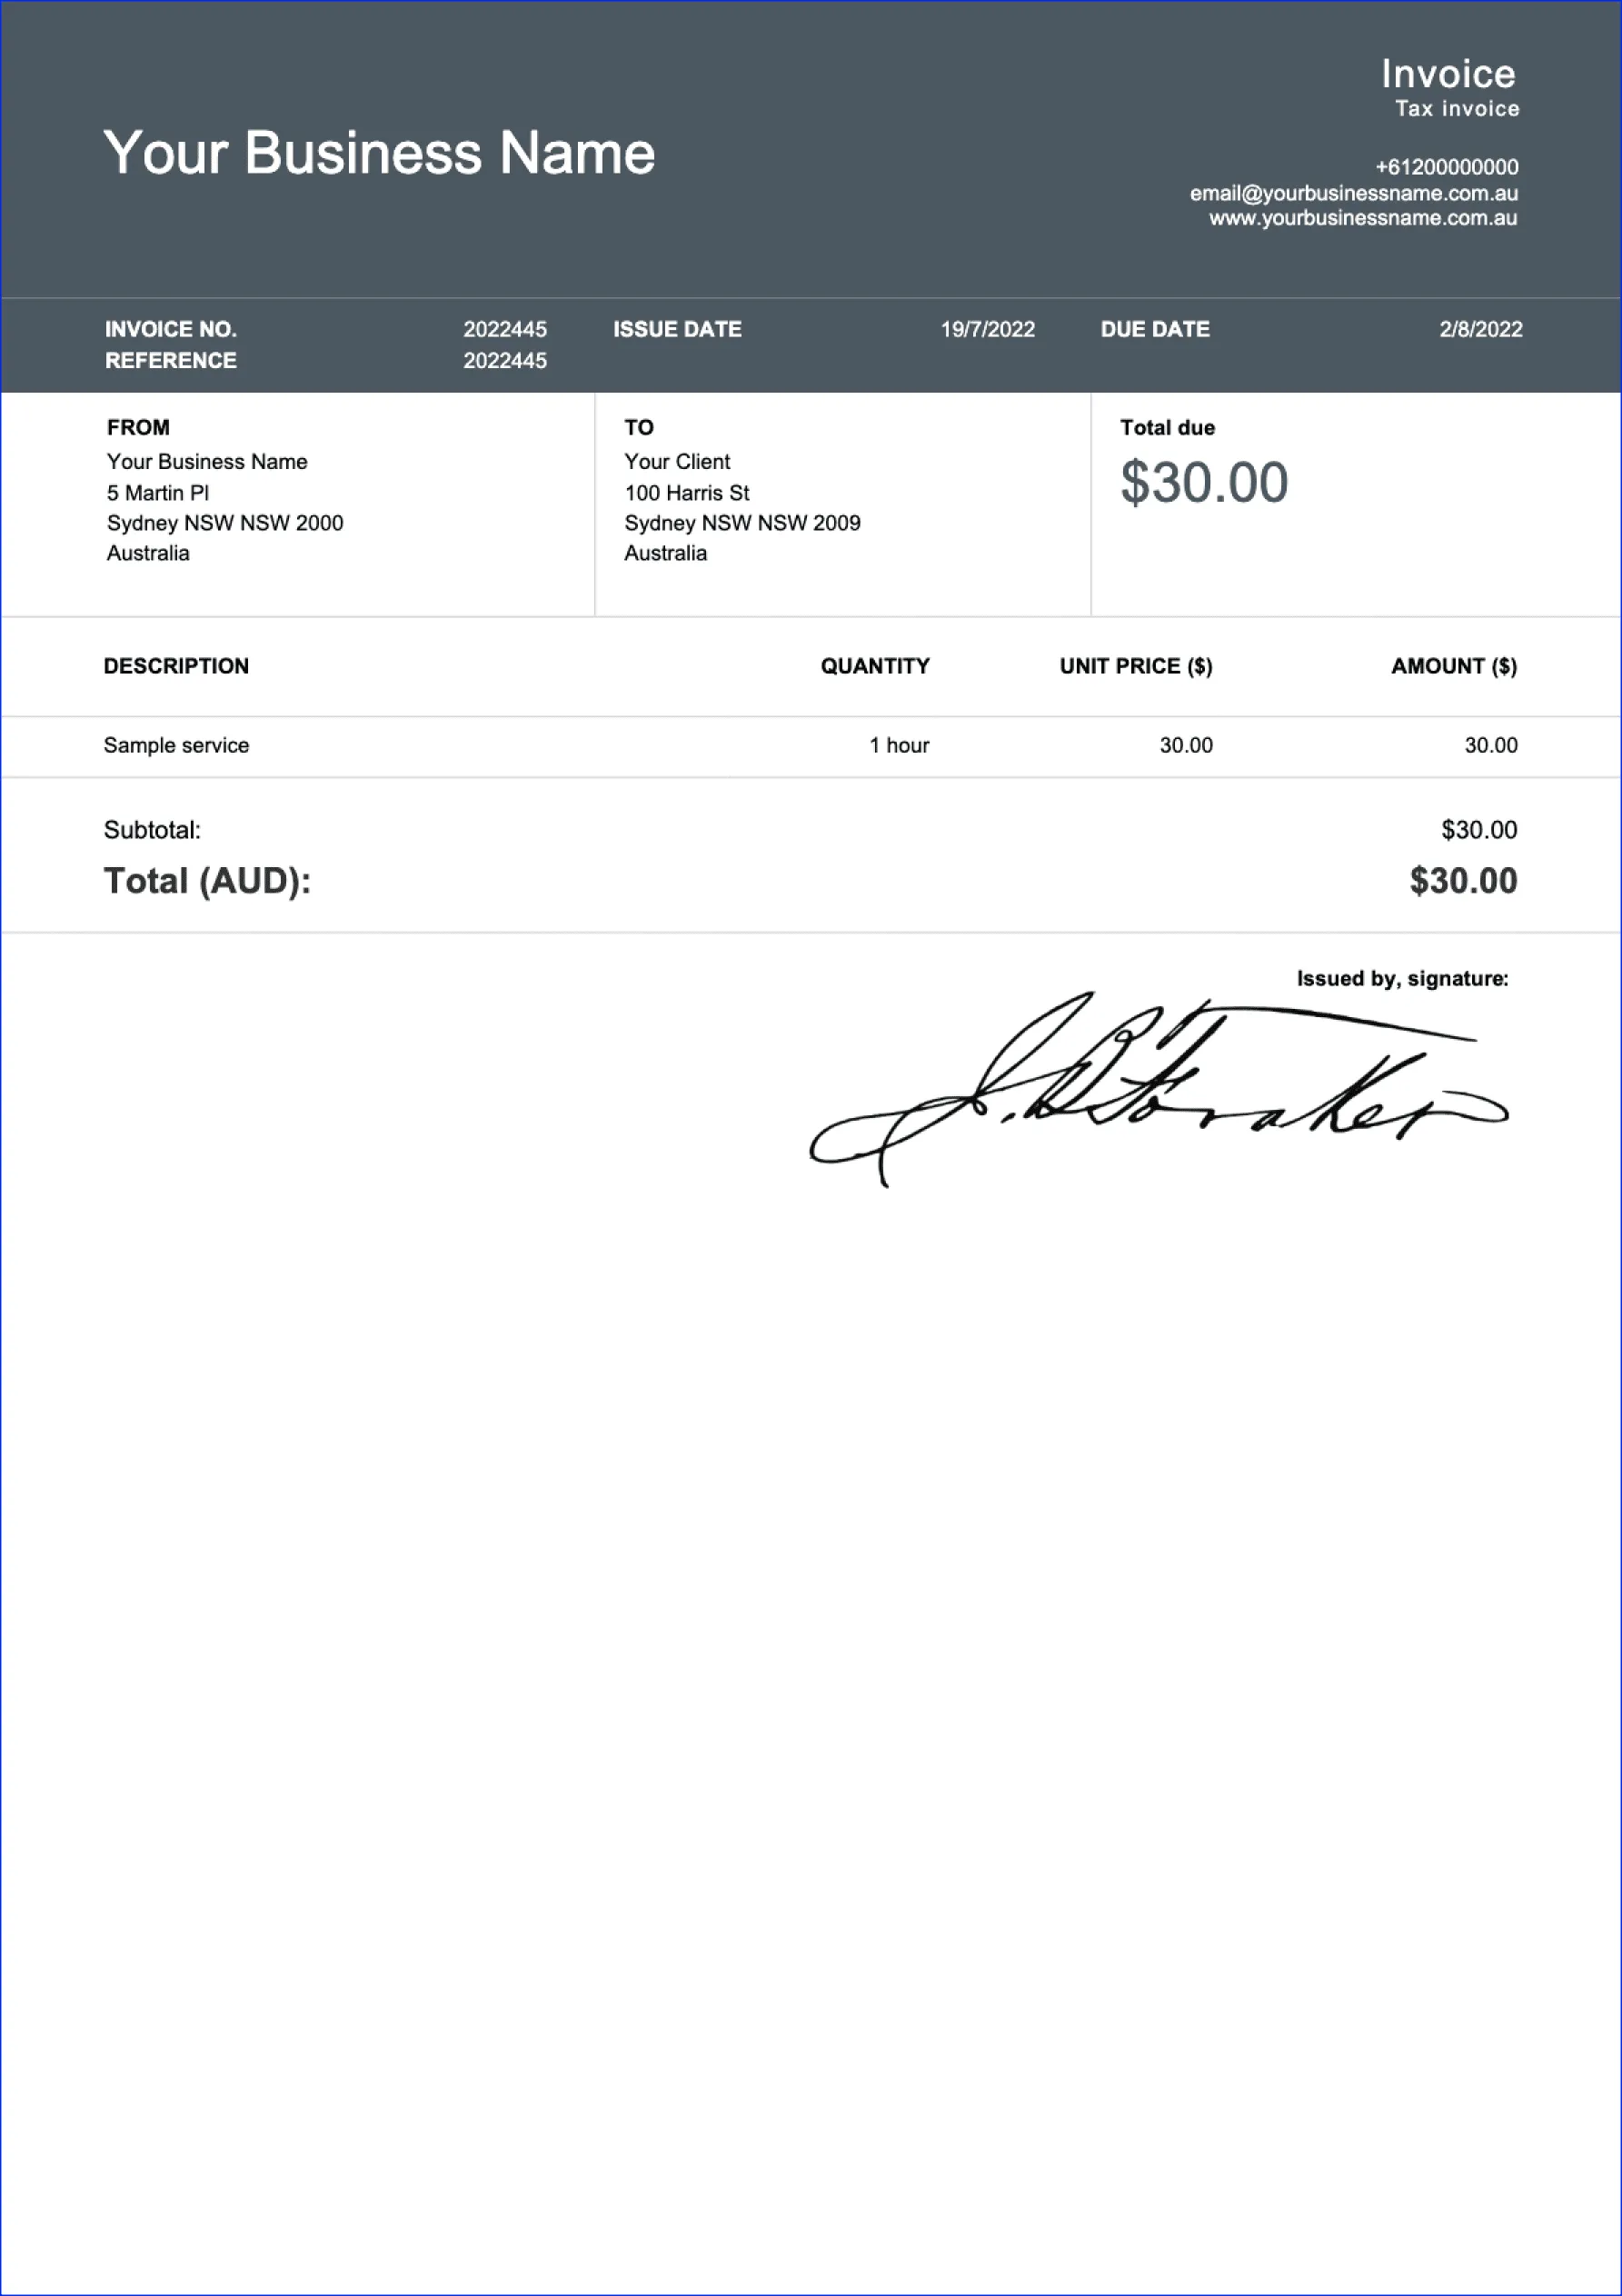 Invoice
Tax invoice
Your Business Name
+61200000000
email@yourbusinessname.com.au
www.yourbusinessname.com.au
INVOICE NO. 2022445 ISSUE DATE 19/7/2022 DUE DATE 2/8/2022
REFERENCE 2022445
FROM
Your Business Name
5 Martin Pl
Sydney NSW NSW 2000
Australia
TO
Your Client
100 Harris St
Sydney NSW NSW 2009
Australia
Total due
$30.00
DESCRIPTION QUANTITY UNIT PRICE ($) AMOUNT ($)
Sample service 1 hour 30.00 30.00
Subtotal: $30.00
Total (AUD): $30.00
Issued by, signature:
J. B. Foraker